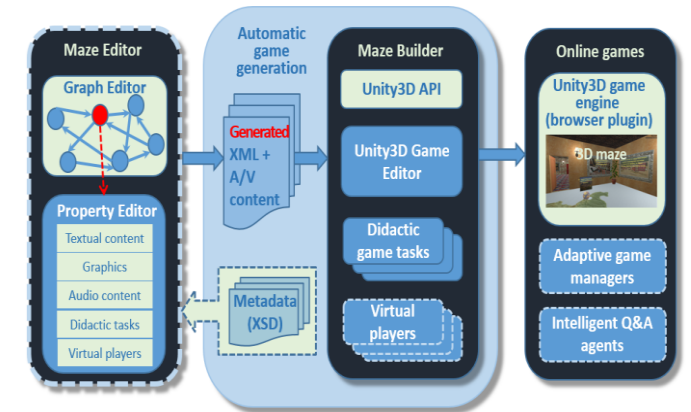 Maze Editor
Graph Editor
Property Editor
Textual content
Graphics
Audio content
Didactic tasks
Virtual players
Automatic
game
generation
Generated
XML +
A/V
content
Metadata
(XSD)
Maze Builder
Unity3D API
Unity3D Game
Editor
Didactic
game tasks
Virtual
players
Online games
Unity3D game
engine
(browser plugin)
3D maze
Adaptive game
managers
Intelligent Q&A
agents